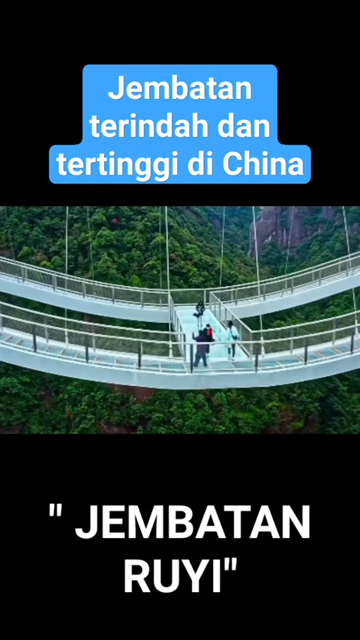 Jembatan
terindah dan
tertinggi di China
" JEMBATAN
RUYI"